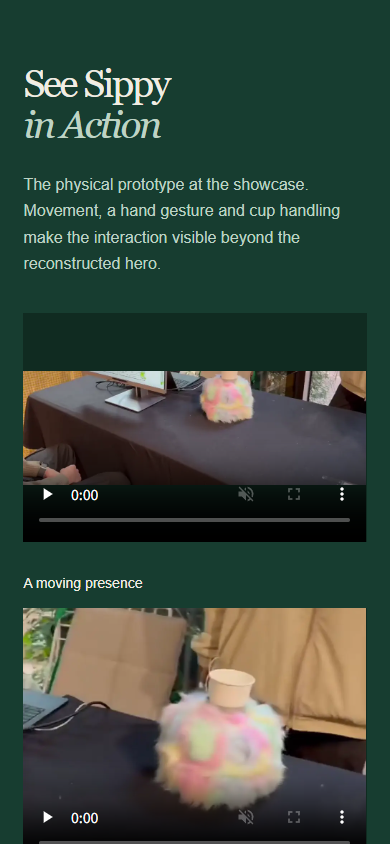 See Sippy
in Action
The physical prototype at the showcase.
Movement, a hand gesture and cup handling
make the interaction visible beyond the
reconstructed hero.
0:00
A moving presence
0:00